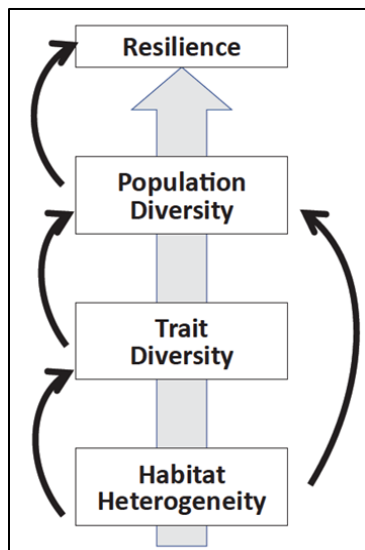 Resilience
Population
Diversity
Trait
Diversity
Habitat
Heterogeneity